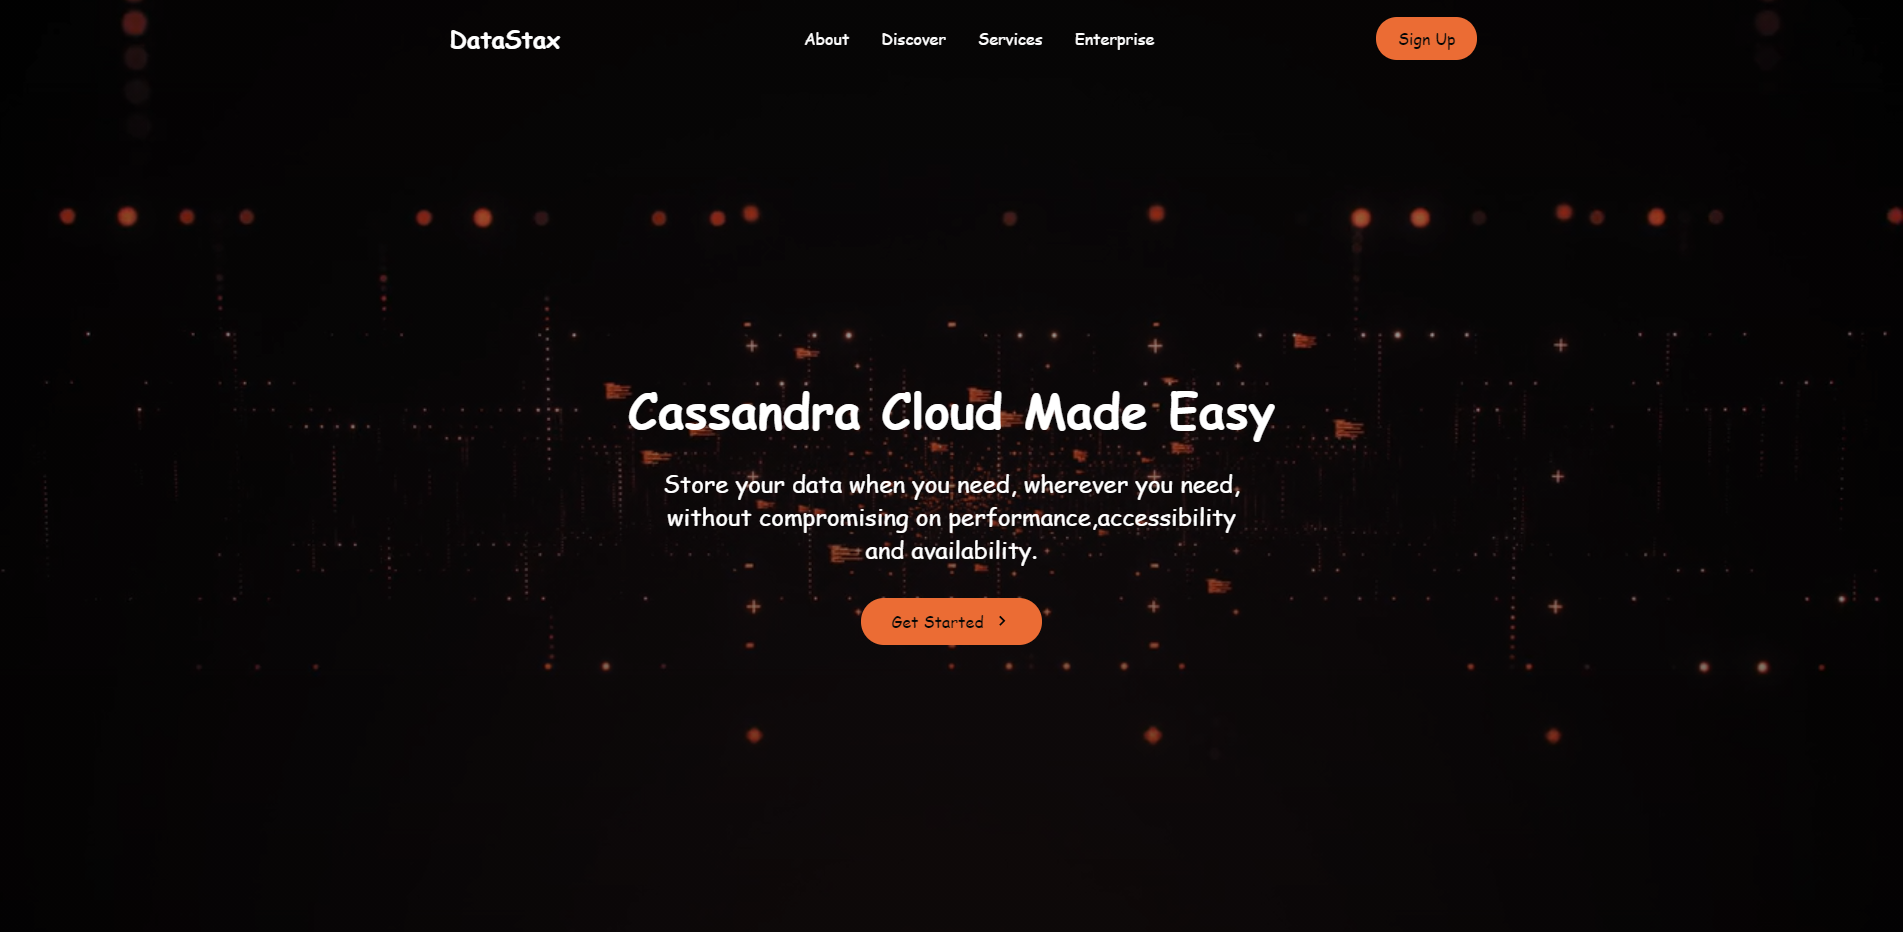 DataStax
About Discover Services Enterprise
Sign Up
Cassandra Cloud Made Easy
Store your data when you need, wherever you need,
without compromising on performance,accessibility
and availability.
Get Started